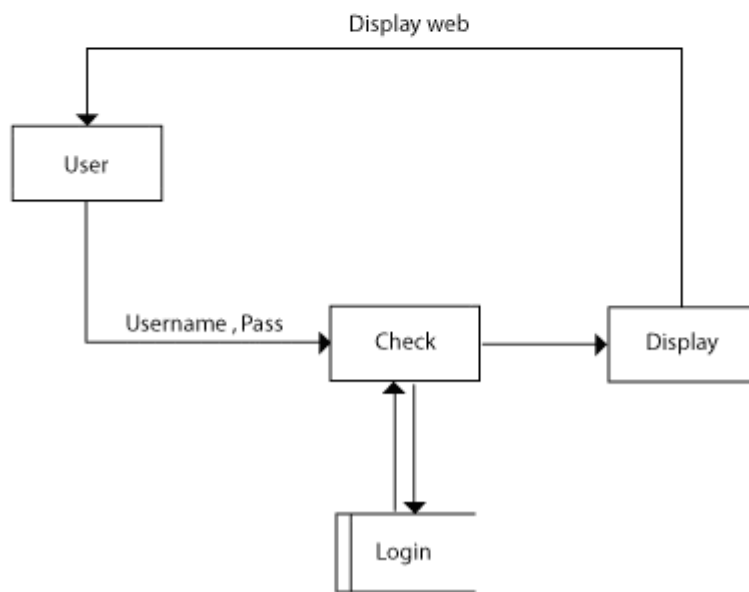 Display web
User
Username , Pass
Check
Display
Login